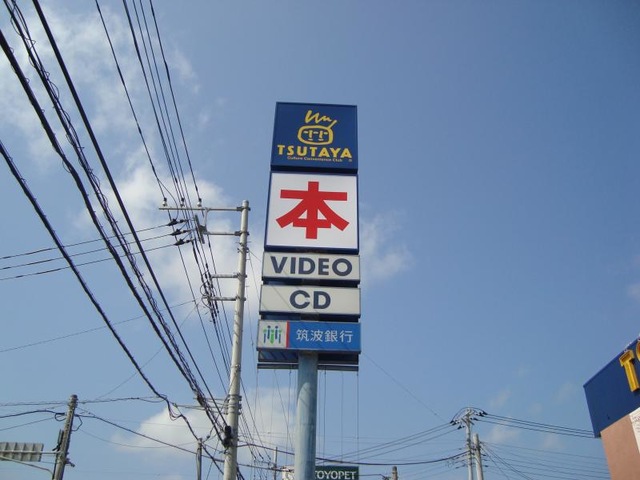 TSUTAYA
Culture Convenience Club
本
VIDEO
CD
筑波銀行
TOYOPET